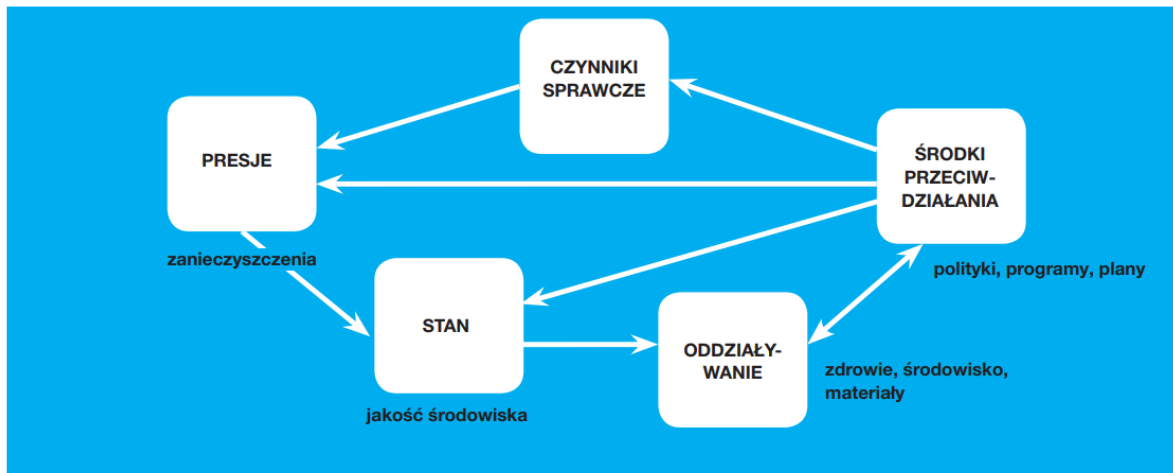 CZYNNIKI
SPRAWCZE
PRESJE
ŚRODKI
PRZECIW-
DZIAŁANIA
zanieczyszczenia
polityki, programy, plany
STAN
ODDZIAŁY-
WANIE
zdrowie, środowisko,
materiały
jakość środowiska